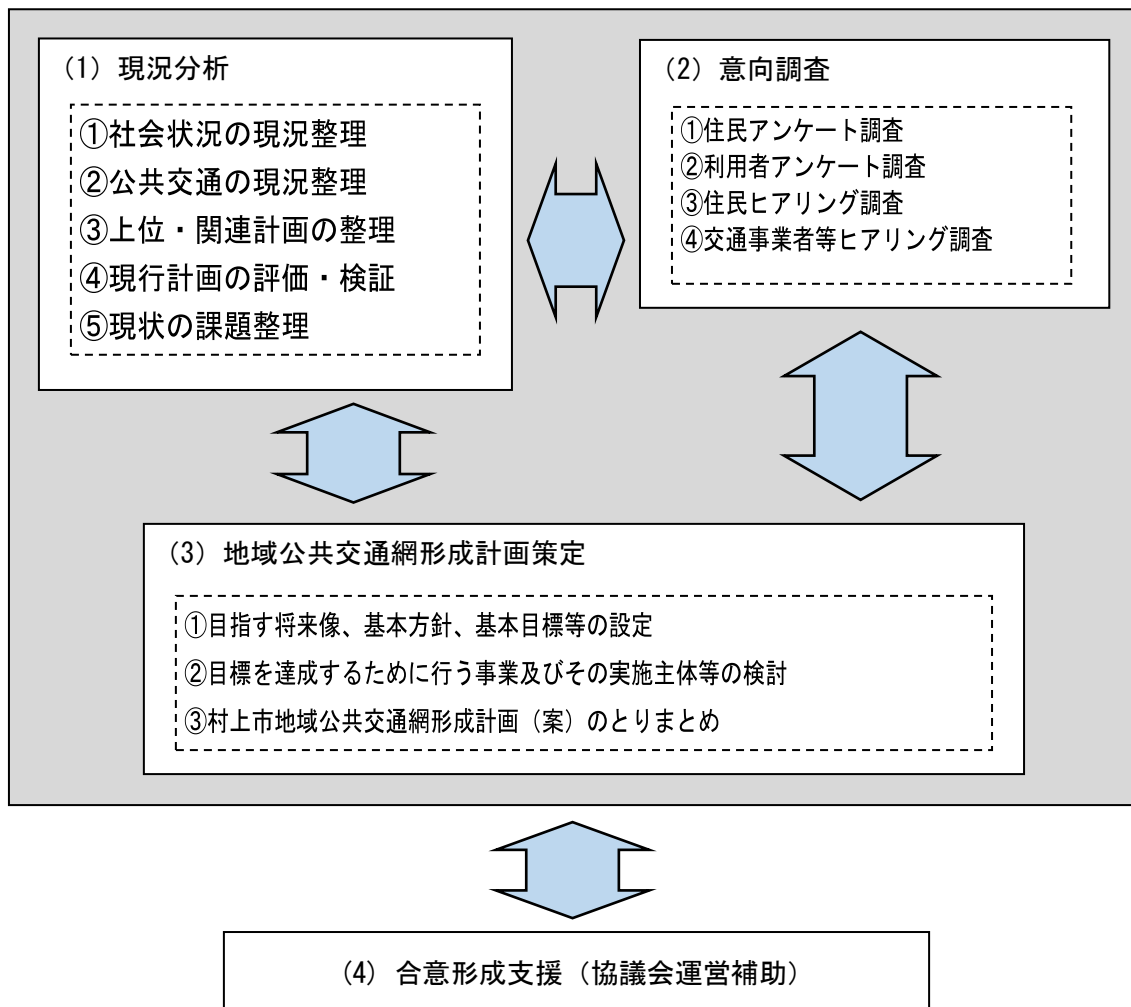 (1) 現況分析
①社会状況の現況整理
②公共交通の現況整理
③上位・関連計画の整理
④現行計画の評価・検証
⑤現状の課題整理
(2) 意向調査
①住民アンケート調査
②利用者アンケート調査
③住民ヒアリング調査
④交通事業者等ヒアリング調査
(3) 地域公共交通網形成計画策定
①目指す将来像、基本方針、基本目標等の設定
②目標を達成するために行う事業及びその実施主体等の検討
③村上市地域公共交通網形成計画（案）のとりまとめ
(4) 合意形成支援（協議会運営補助）